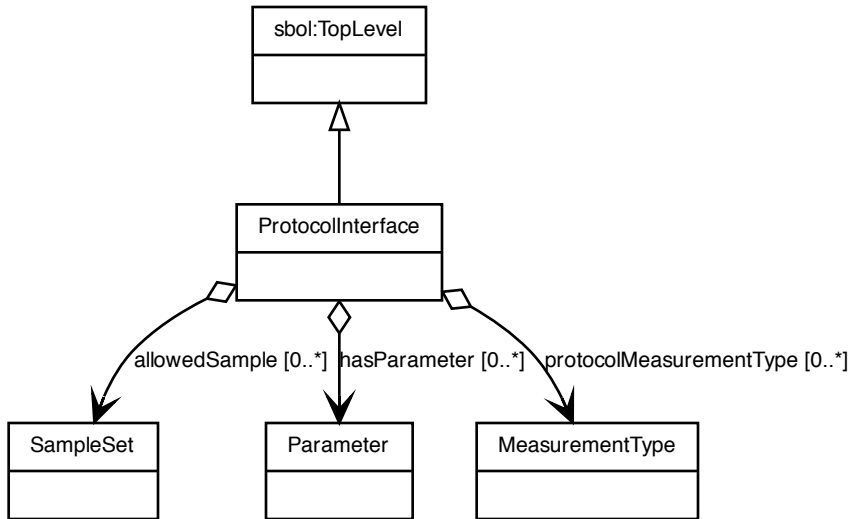 sbol:TopLevel
ProtocolInterface
allowedSample [0..*]
hasParameter [0..*]
protocolMeasurementType [0..*]
SampleSet
Parameter
MeasurementType